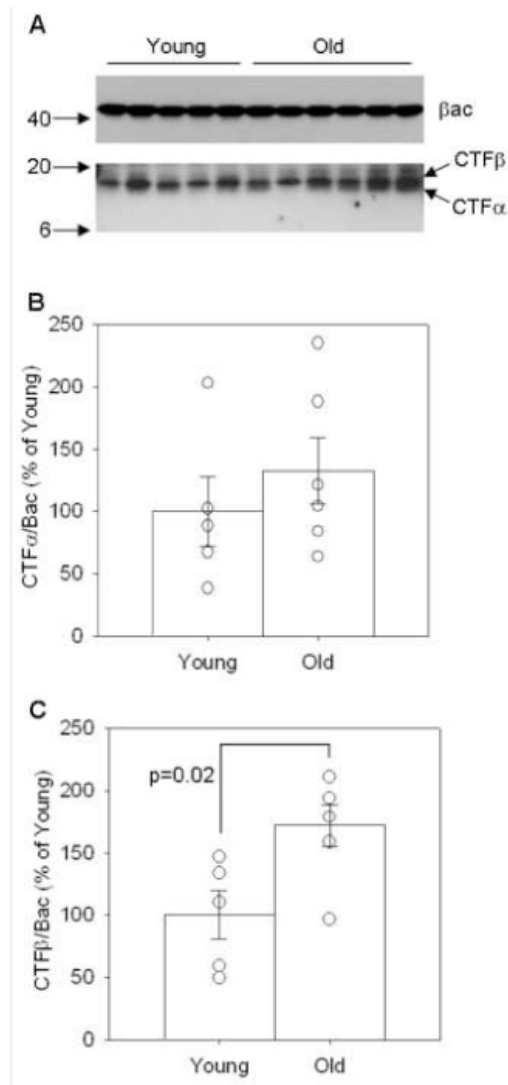 A
Young Old
40 βac
20 CTFβ
CTFα
6
B
250
200
150
100
50
0
CTFα/Bac (% of Young)
Young Old
C
250
p=0.02
200
150
100
50
0
CTFβ/Bac (% of Young)
Young Old